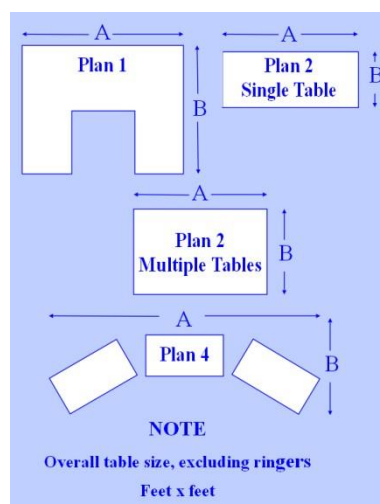 A
Plan 1
B
A
Plan 2
Single Table
B
A
Plan 2
Multiple Tables
B
A
Plan 4
B
NOTE
Overall table size, excluding ringers
Feet x feet